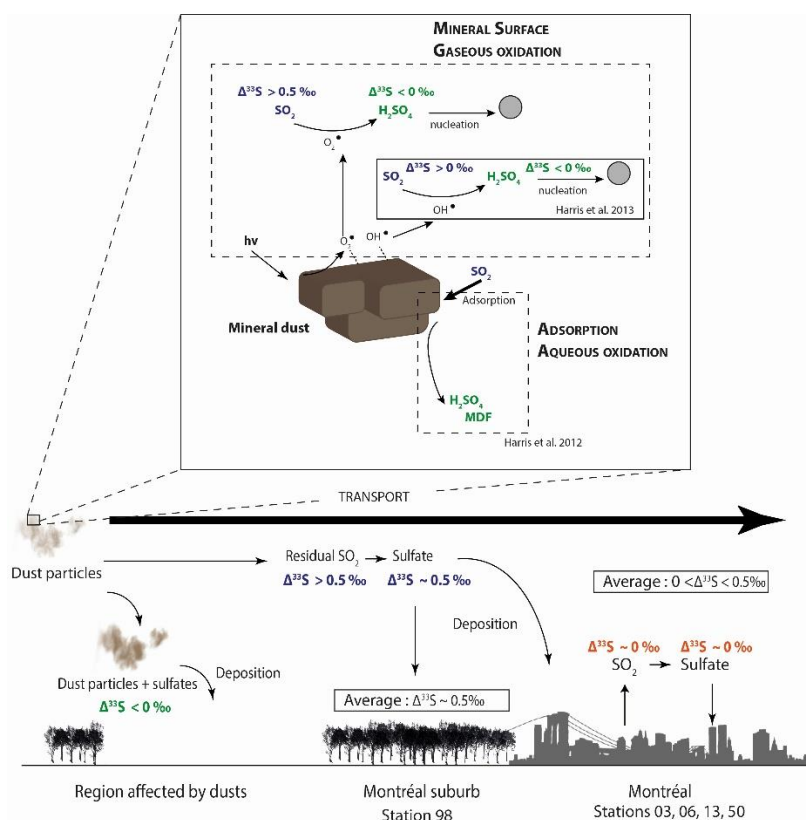 MINERAL SURFACE
GASEOUS OXIDATION
Δ³³S > 0.5 ‰
Δ³³S < 0 ‰
SO₂
H₂SO₄
nucleation
O₂•
SO₂
Δ³³S > 0 ‰
H₂SO₄
Δ³³S < 0 ‰
nucleation
OH•
Harris et al. 2013
hv
O₂•
OH•
SO₂
Adsorption
Mineral dust
ADSORPTION
AQUEOUS OXIDATION
H₂SO₄
MDF
Harris et al. 2012
TRANSPORT
Dust particles
Residual SO₂
Sulfate
Δ³³S > 0.5 ‰
Δ³³S ~ 0.5 ‰
Average : 0 <Δ³³S < 0.5‰
Deposition
Δ³³S ~ 0 ‰
Δ³³S ~ 0 ‰
SO₂
Sulfate
Deposition
Dust particles + sulfates
Δ³³S < 0 ‰
Average : Δ³³S ~ 0.5‰
Region affected by dusts
Montréal suburb
Station 98
Montréal
Stations 03, 06, 13, 50